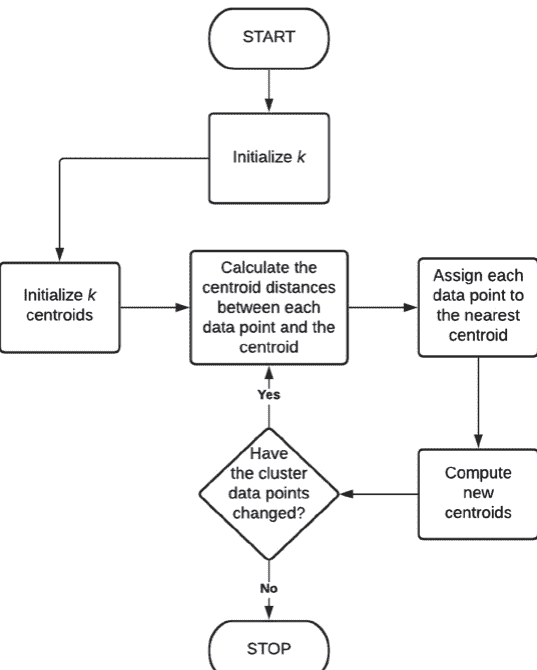 START
Initialize k
Initialize k
centroids
Calculate the
centroid distances
between each
data point and the
centroid
Assign each
data point to
the nearest
centroid
Yes
Have
the cluster
data points
changed?
Compute
new
centroids
No
STOP